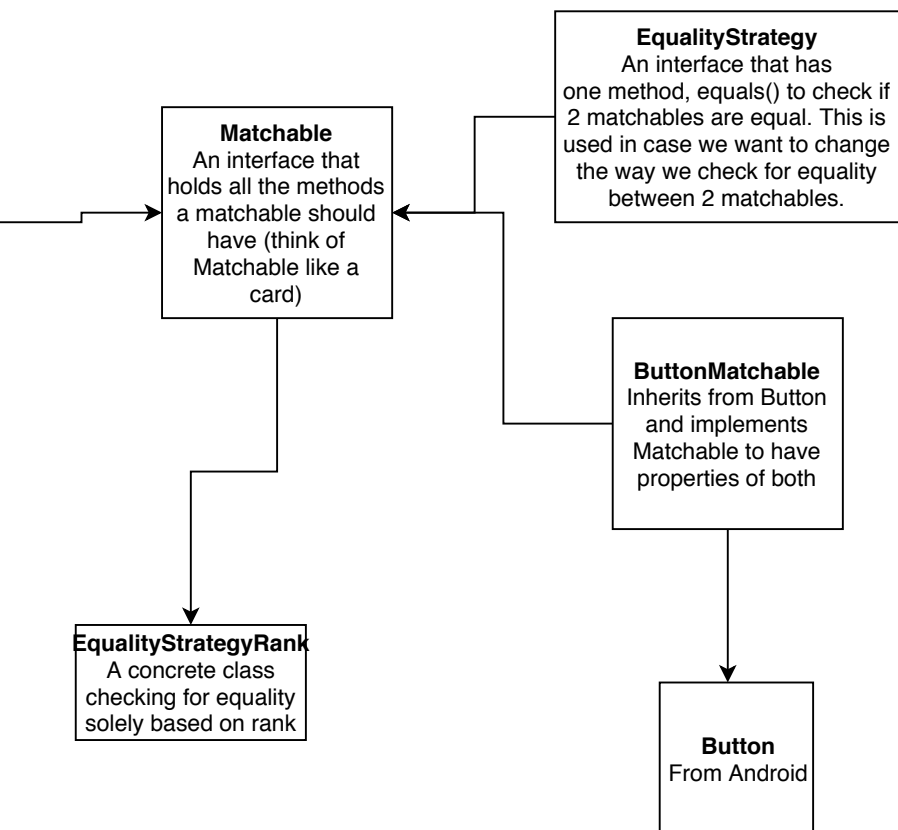 EqualityStrategy
An interface that has
one method, equals() to check if
2 matchables are equal. This is
used in case we want to change
the way we check for equality
between 2 matchables.
Matchable
An interface that
holds all the methods
a matchable should
have (think of
Matchable like a
card)
ButtonMatchable
Inherits from Button
and implements
Matchable to have
properties of both
EqualityStrategyRank
A concrete class
checking for equality
solely based on rank
Button
From Android